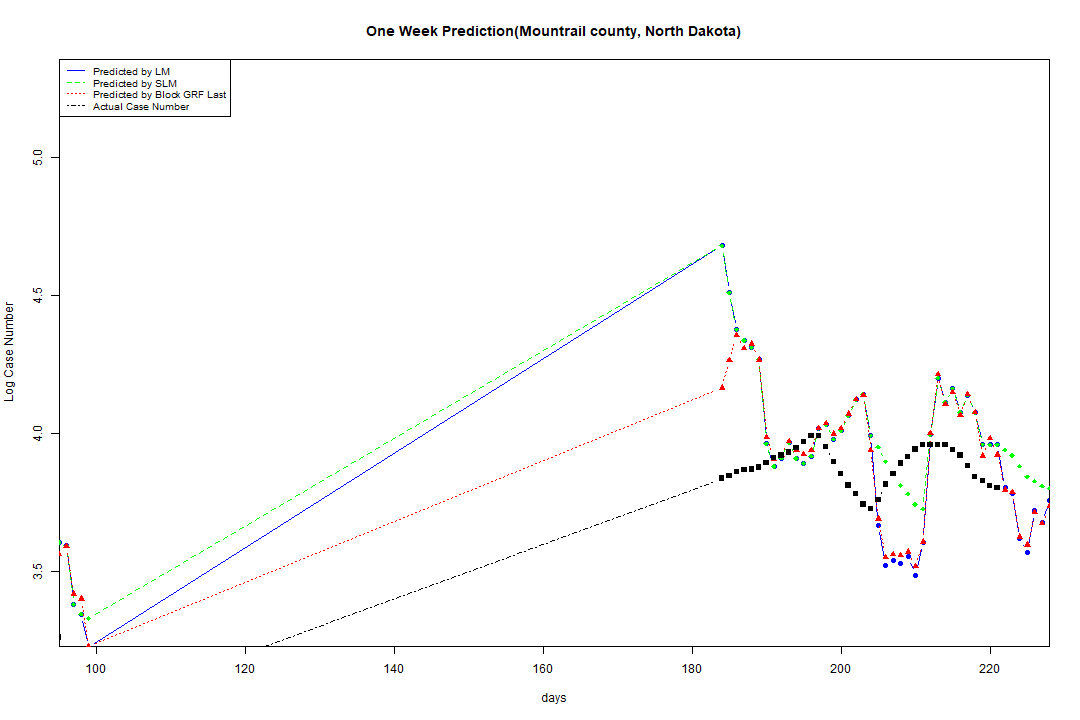 One Week Prediction(Mountrail county, North Dakota)
Predicted by LM
Predicted by SLM
Predicted by Block GRF Last
Actual Case Number
5.0
4.5
4.0
3.5
Log Case Number
100 120 140 160 180 200 220
days